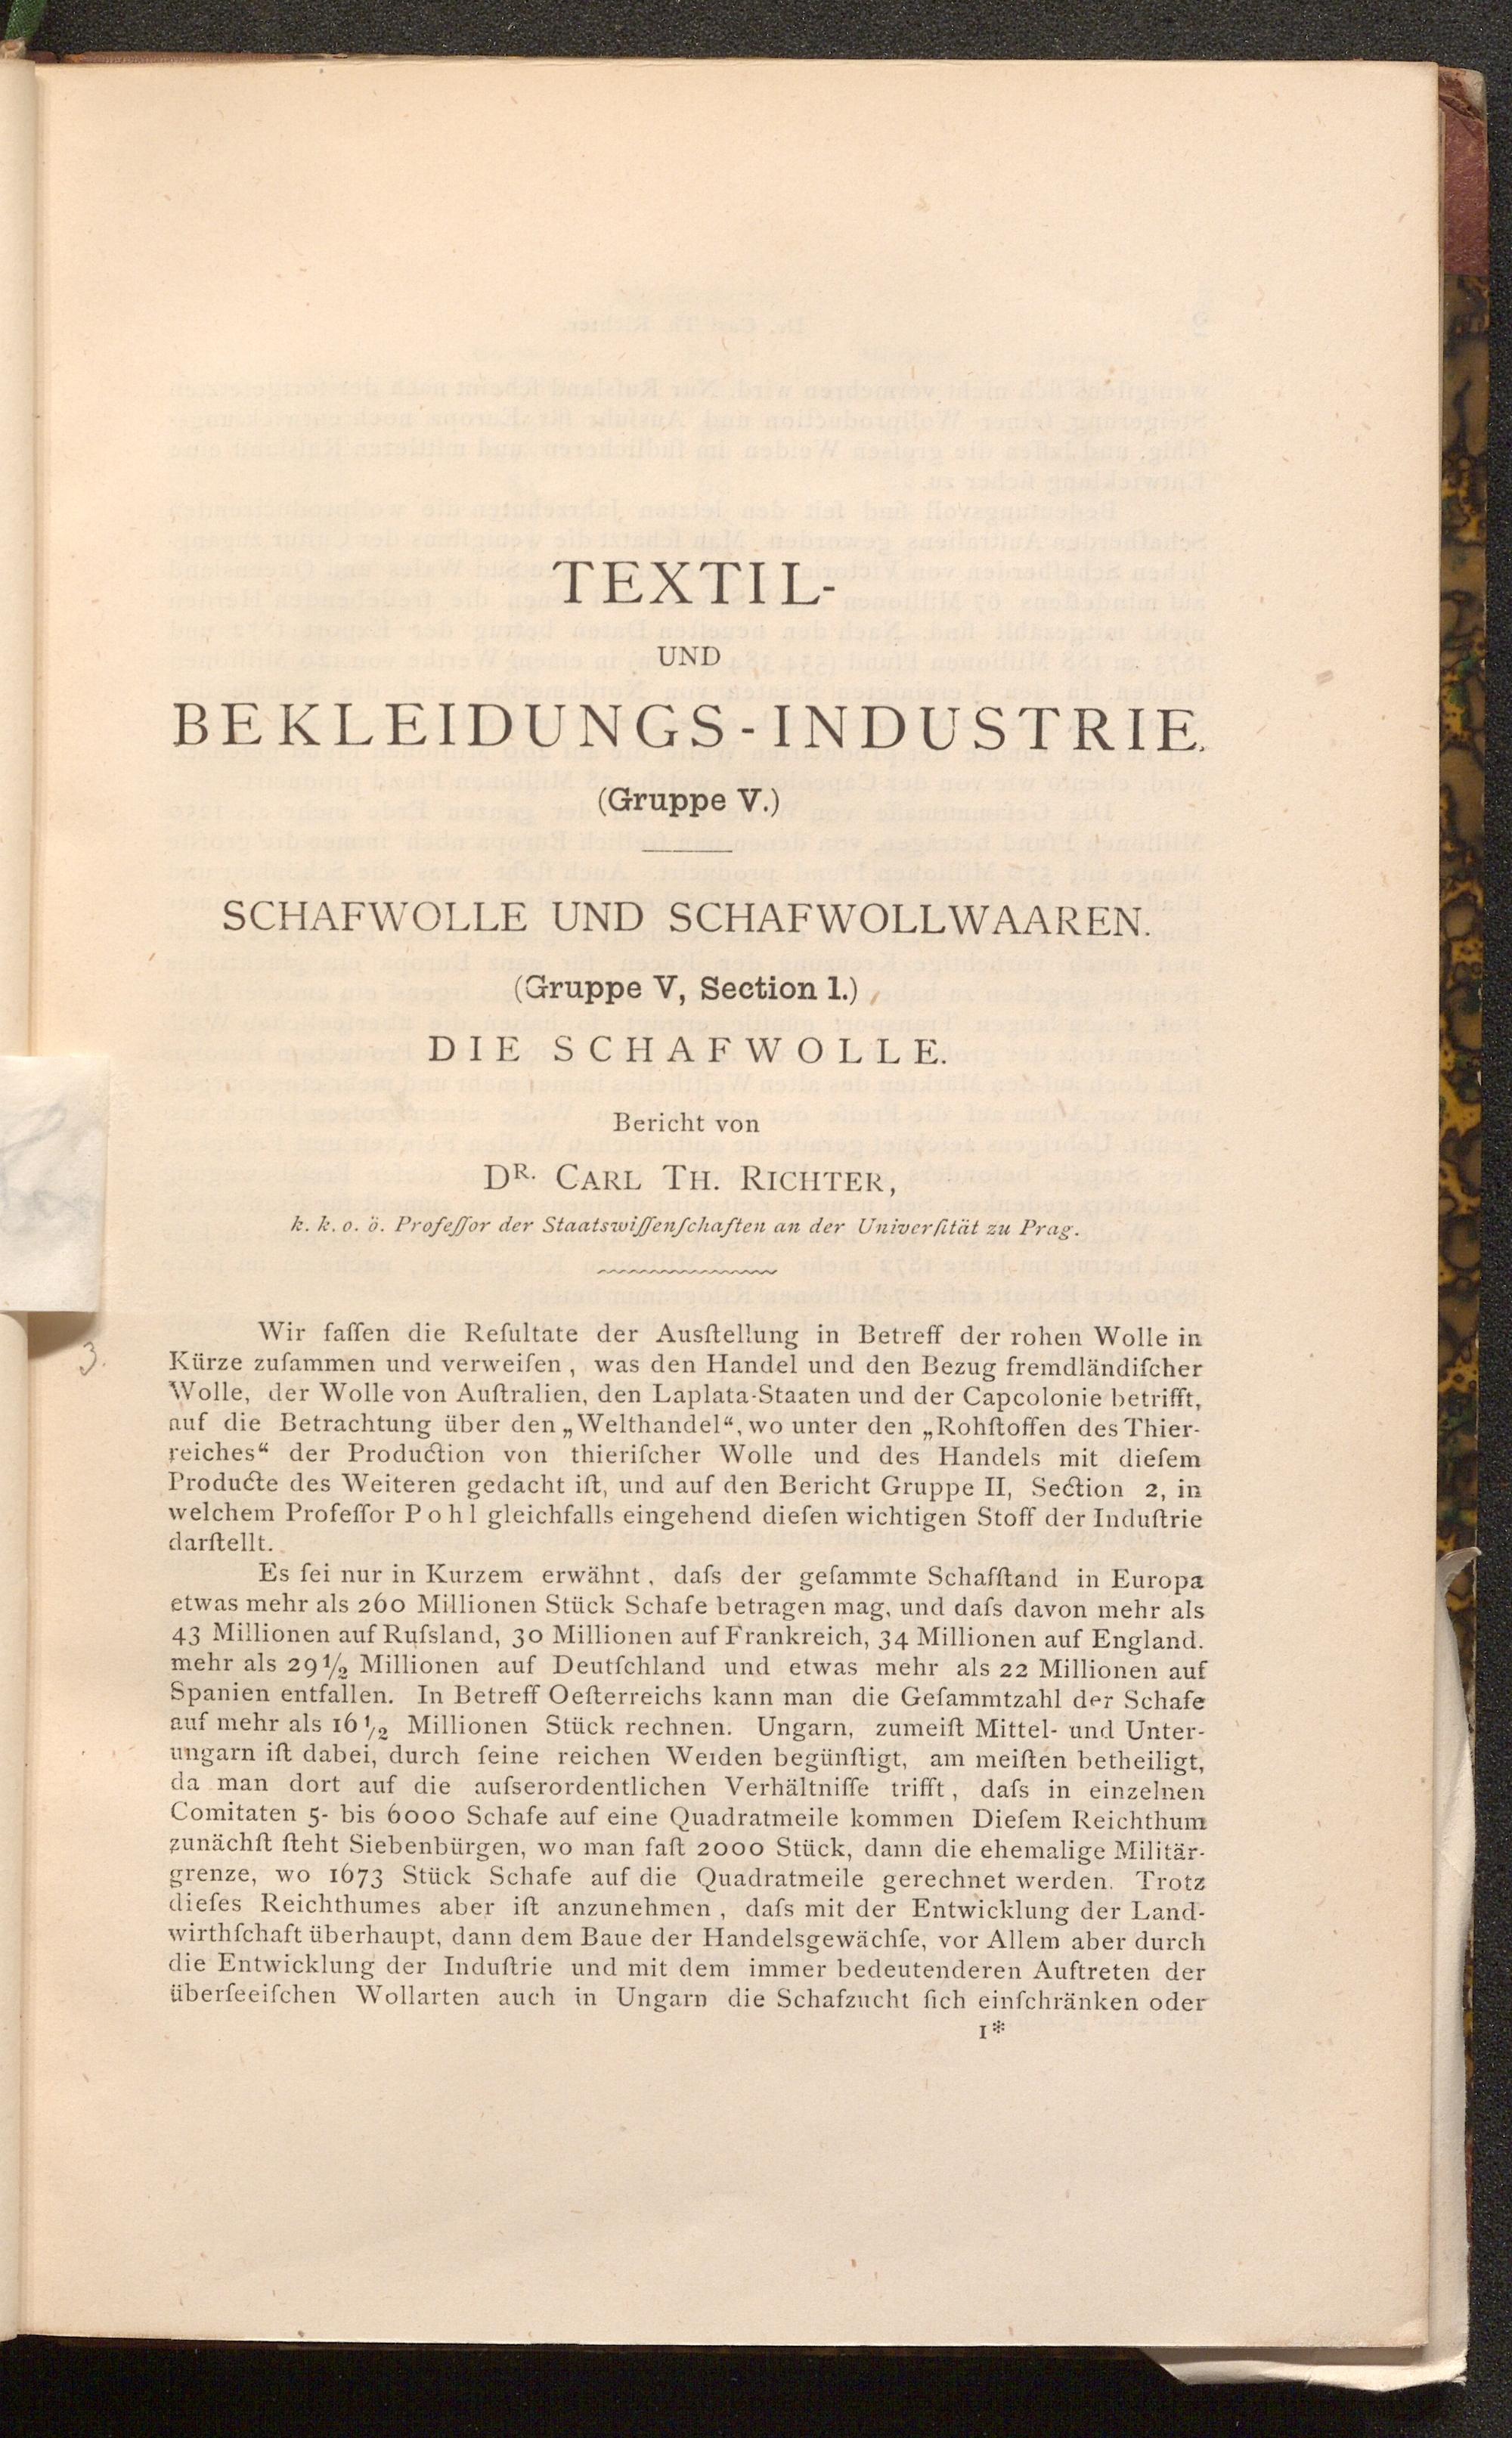 TEXTIL-
UND
BEKLEIDUNGS-INDUSTRIE.
(Gruppe V.)
SCHAFWOLLE UND SCHAFWOLLWAAREN.
(Gruppe V, Section 1.)
DIE SCHAFWOLLE.
Bericht von
DR. CARL TH. RICHTER,
k. k. o. ö. Profeſſor der Staatswiſſenſchaften an der Univerſität zu Prag.
3.
Wir faſſen die Reſultate der Ausſtellung in Betreff der rohen Wolle in
Kürze zuſammen und verweiſen, was den Handel und den Bezug fremdländiſcher
Wolle, der Wolle von Auſtralien, den Laplata-Staaten und der Capcolonie betrifft,
auf die Betrachtung über den „Welthandel“, wo unter den „Rohſtoffen des Thier-
reiches“ der Production von thieriſcher Wolle und des Handels mit dieſem
Producte des Weiteren gedacht iſt, und auf den Bericht Gruppe II, Section 2, in
welchem Profeſſor Pohl gleichfalls eingehend dieſen wichtigen Stoff der Induſtrie
darſtellt.
Es ſei nur in Kurzem erwähnt, daſs der geſammte Schafſtand in Europa
etwas mehr als 260 Millionen Stück Schafe betragen mag, und daſs davon mehr als
43 Millionen auf Ruſsland, 30 Millionen auf Frankreich, 34 Millionen auf England.
mehr als 29 1/2 Millionen auf Deutſchland und etwas mehr als 22 Millionen auf
Spanien entfallen. In Betreff Oeſterreichs kann man die Geſammtzahl der Schafe
auf mehr als 16 1/2 Millionen Stück rechnen. Ungarn, zumeiſt Mittel- und Unter-
ungarn iſt dabei, durch ſeine reichen Weiden begünſtigt, am meiſten betheiligt,
da man dort auf die auſserordentlichen Verhältniſſe trifft, daſs in einzelnen
Comitaten 5- bis 6000 Schafe auf eine Quadratmeile kommen Dieſem Reichthum
zunächſt ſteht Siebenbürgen, wo man faſt 2000 Stück, dann die ehemalige Militär-
grenze, wo 1673 Stück Schafe auf die Quadratmeile gerechnet werden. Trotz
dieſes Reichthumes aber iſt anzunehmen, daſs mit der Entwicklung der Land-
wirthſchaft überhaupt, dann dem Baue der Handelsgewächſe, vor Allem aber durch
die Entwicklung der Induſtrie und mit dem immer bedeutenderen Auftreten der
überſeeiſchen Wollarten auch in Ungarn die Schafzucht ſich einſchränken oder
1*